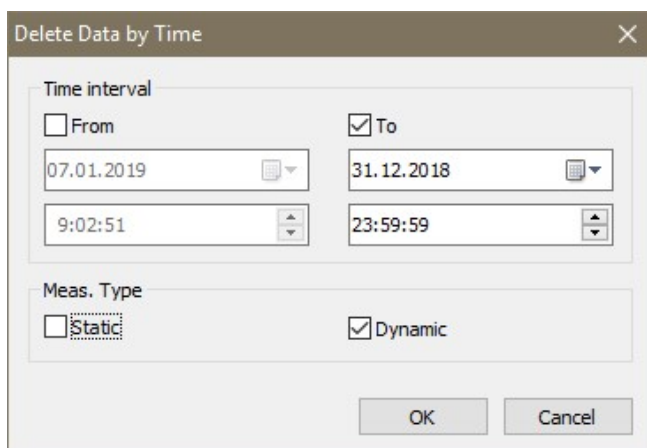 Delete Data by Time
Time interval
From To
07.01.2019 31.12.2018
9:02:51 23:59:59
Meas. Type
Static Dynamic
OK Cancel